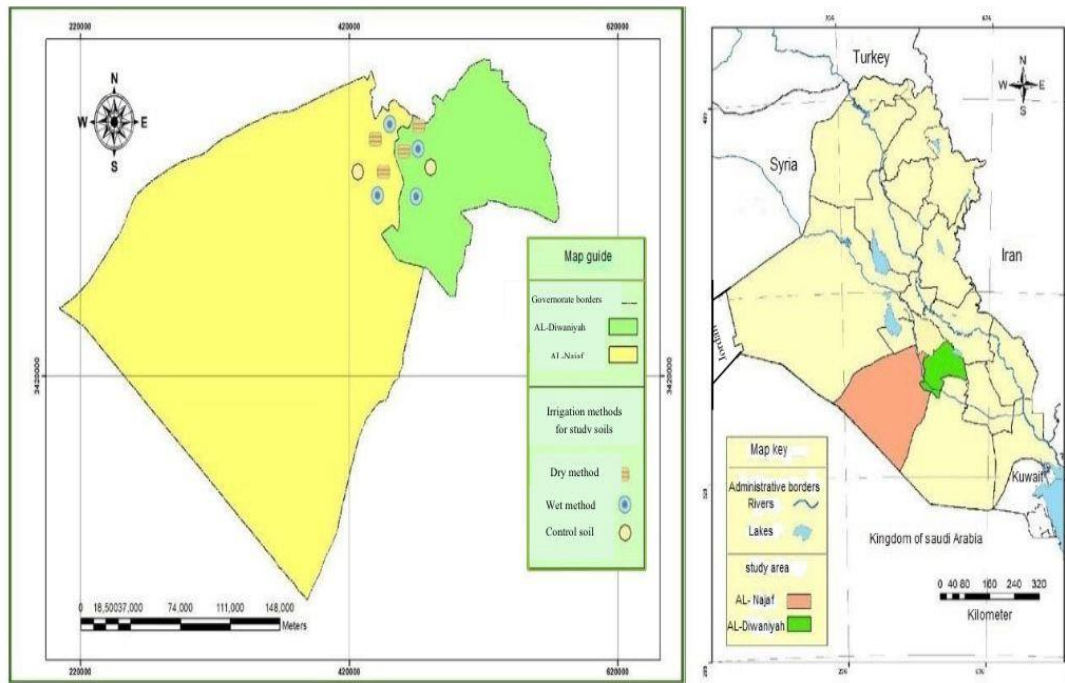 220000
420000
620000
N
W E
S
Map guide
Governorate borders
AL-Diwaniyah
AL-Najaf
Irrigation methods
for study soils
Dry method
Wet method
Control soil
3420000
3420000
0 18,50037,000 74,000 111,000 148,000
Meters
220000
420000
620000
Turkey
N
W E
S
Syria
Iran
Jordan
Kuwait
Kingdom of saudi Arabia
Map key
Administrative borders
Rivers
Lakes
study area
AL- Najaf
AL-Diwaniyah
0 40 80 160 240 320
Kilometer